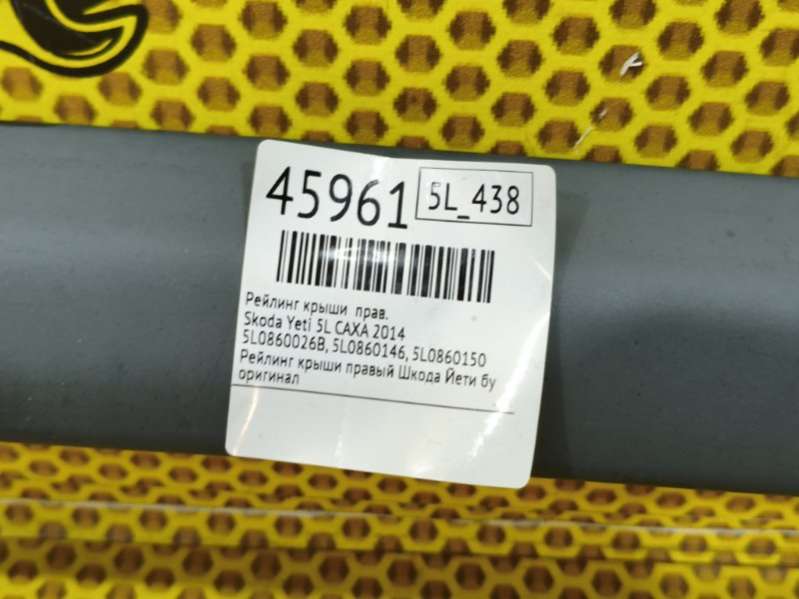 45961 5L_438
Рейлинг крыши прав.
Skoda Yeti 5L CAXA 2014
5L0860026B, 5L0860146, 5L0860150
Рейлинг крыши правый Шкода Йети бу
оригинал